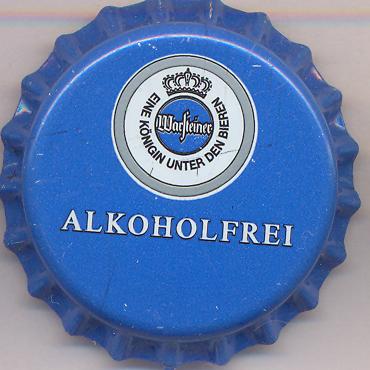 Warsteiner
EINE KÖNIGIN UNTER DEN BIEREN
ALKOHOLFREI